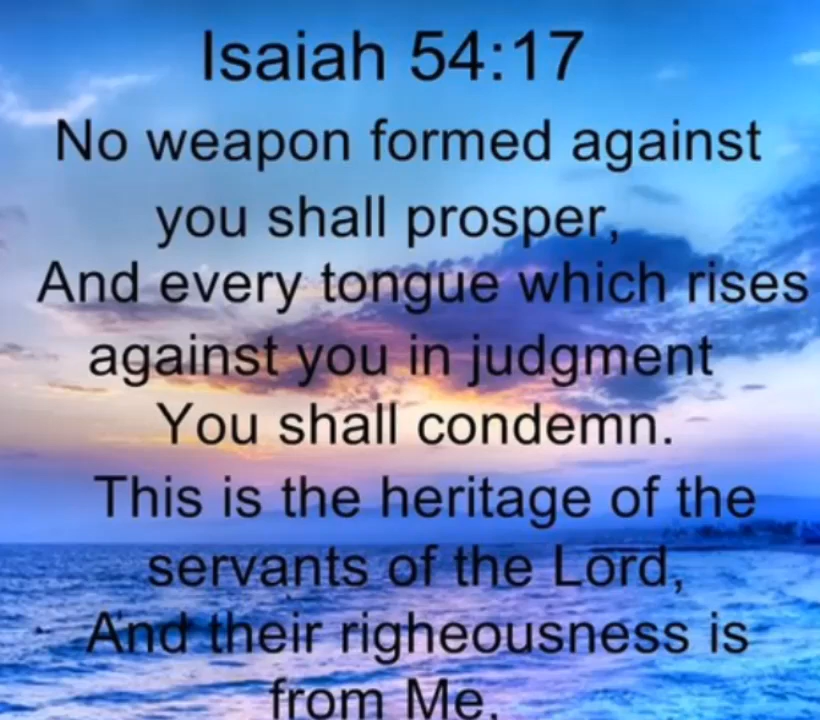 Isaiah 54:17
No weapon formed against
you shall prosper,
And every tongue which rises
against you in judgment
You shall condemn.
This is the heritage of the
servants of the Lord,
And their righeousness is
from Me,